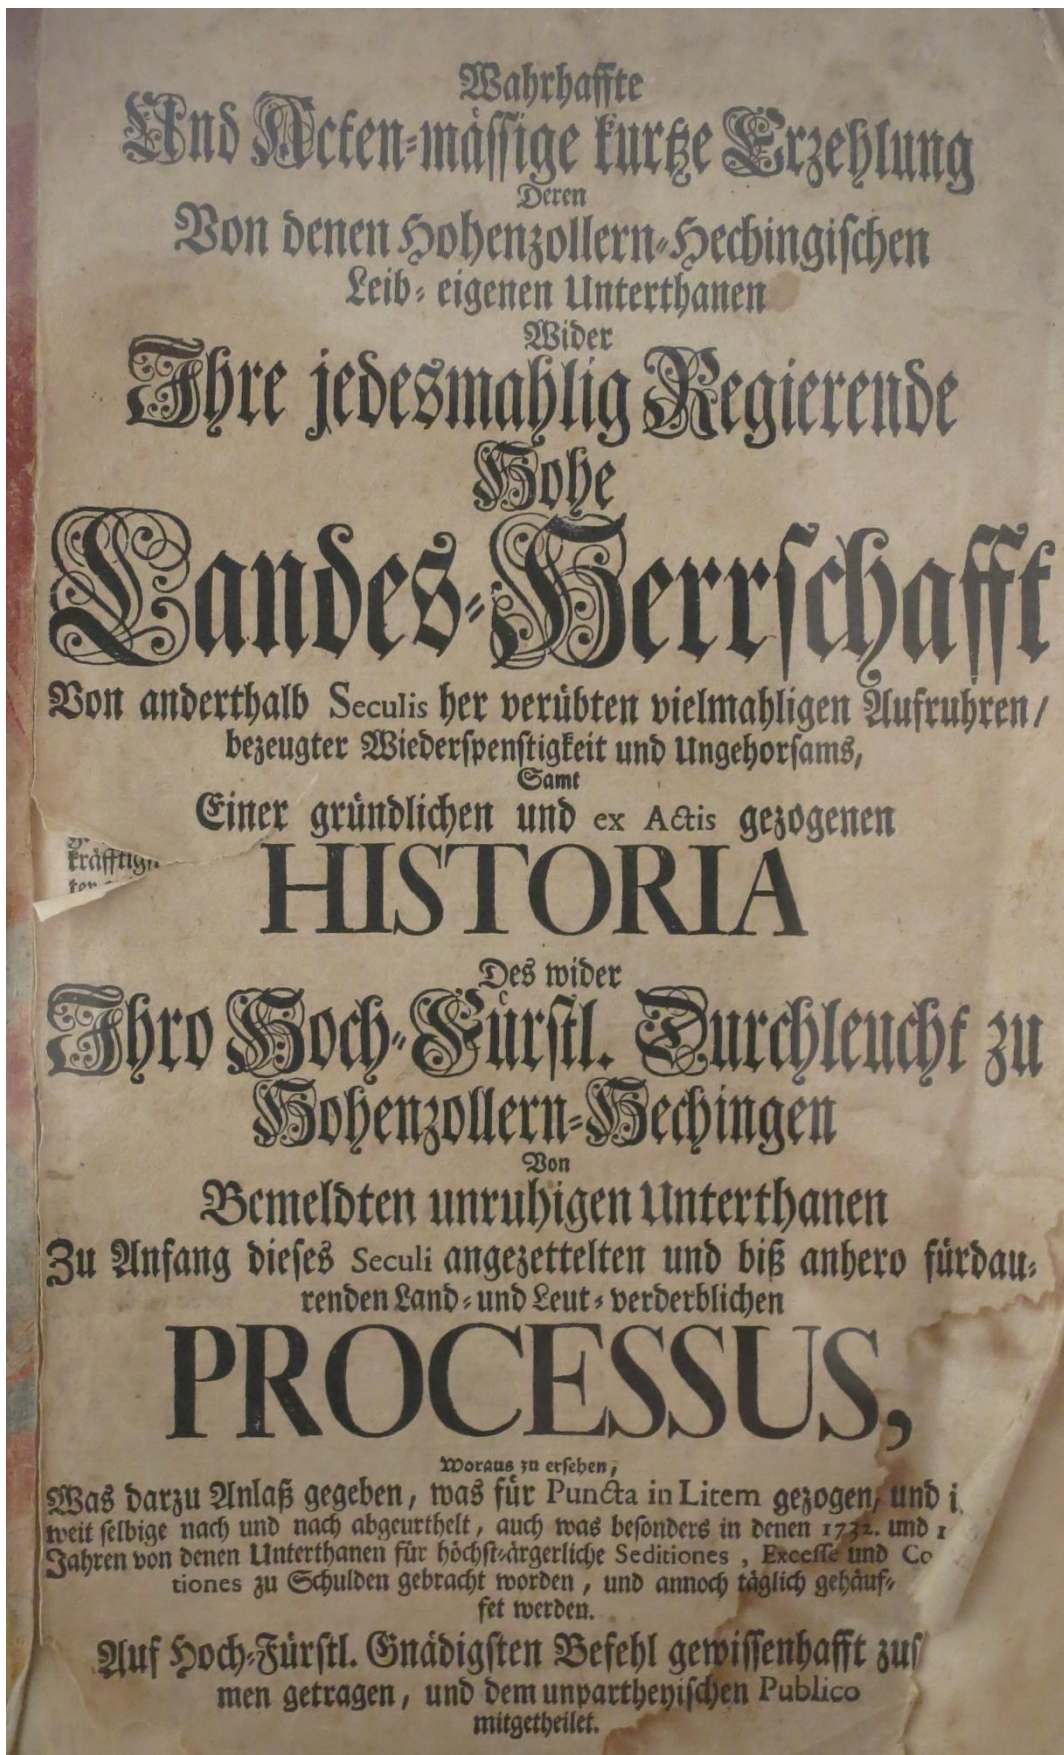 Wahrhaffte
Und Acten-mässige kurtze Erzehlung
Deren
Von denen Hohenzollern-Hechingischen
Leib-eigenen Unterthanen
Wider
Ihre jedesmahlig Regierende
Hohe
Landes-Herrschafft
Von anderthalb Seculis her verübten vielmahligen Aufruhren/
bezeugter Wiederspenstigkeit und Ungehorsams,
Samt
Einer gründlichen und ex Actis gezogenen
HISTORIA
Des wider
Ihro Hoch-Fürstl. Durchleucht zu
Hohenzollern-Hechingen
Von
Bemeldten unruhigen Unterthanen
Zu Anfang dieses Seculi angezettelten und biß anhero fürdau-
renden Land- und Leut-verderblichen
PROCESSUS,
Woraus zu ersehen,
Was darzu Anlaß gegeben, was für Puncta in Litem gezogen, und i
weit selbige nach und nach abgeurthelt, auch was besonders in denen 1732. und 1
Jahren von denen Unterthanen für höchst-ärgerliche Seditiones, Excesse und Co
tiones zu Schulden gebracht worden, und annoch täglich gehäuf-
fet werden.
Auf Hoch-Fürstl. Gnädigsten Befehl gewissenhafft zus
men getragen, und dem unpartheyischen Publico
mitgetheilet.